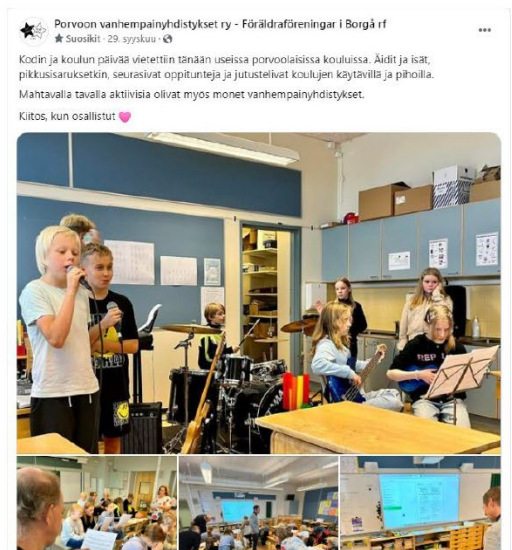 Porvoon vanhempainyhdistykset ry - Föräldraföreningar i Borgå rf
Suosikit · 29. syyskuu ·
Kodin ja koulun päivää vietettiin tänään useissa porvoolaisissa kouluissa. Äidit ja isät,
pikkusisaruksetkin, seurasivat oppitunteja ja jutustelivat koulujen käytävillä ja pihoilla.
Mahtavalla tavalla aktiivisia olivat myös monet vanhempainyhdistykset.
Kiitos, kun osallistut